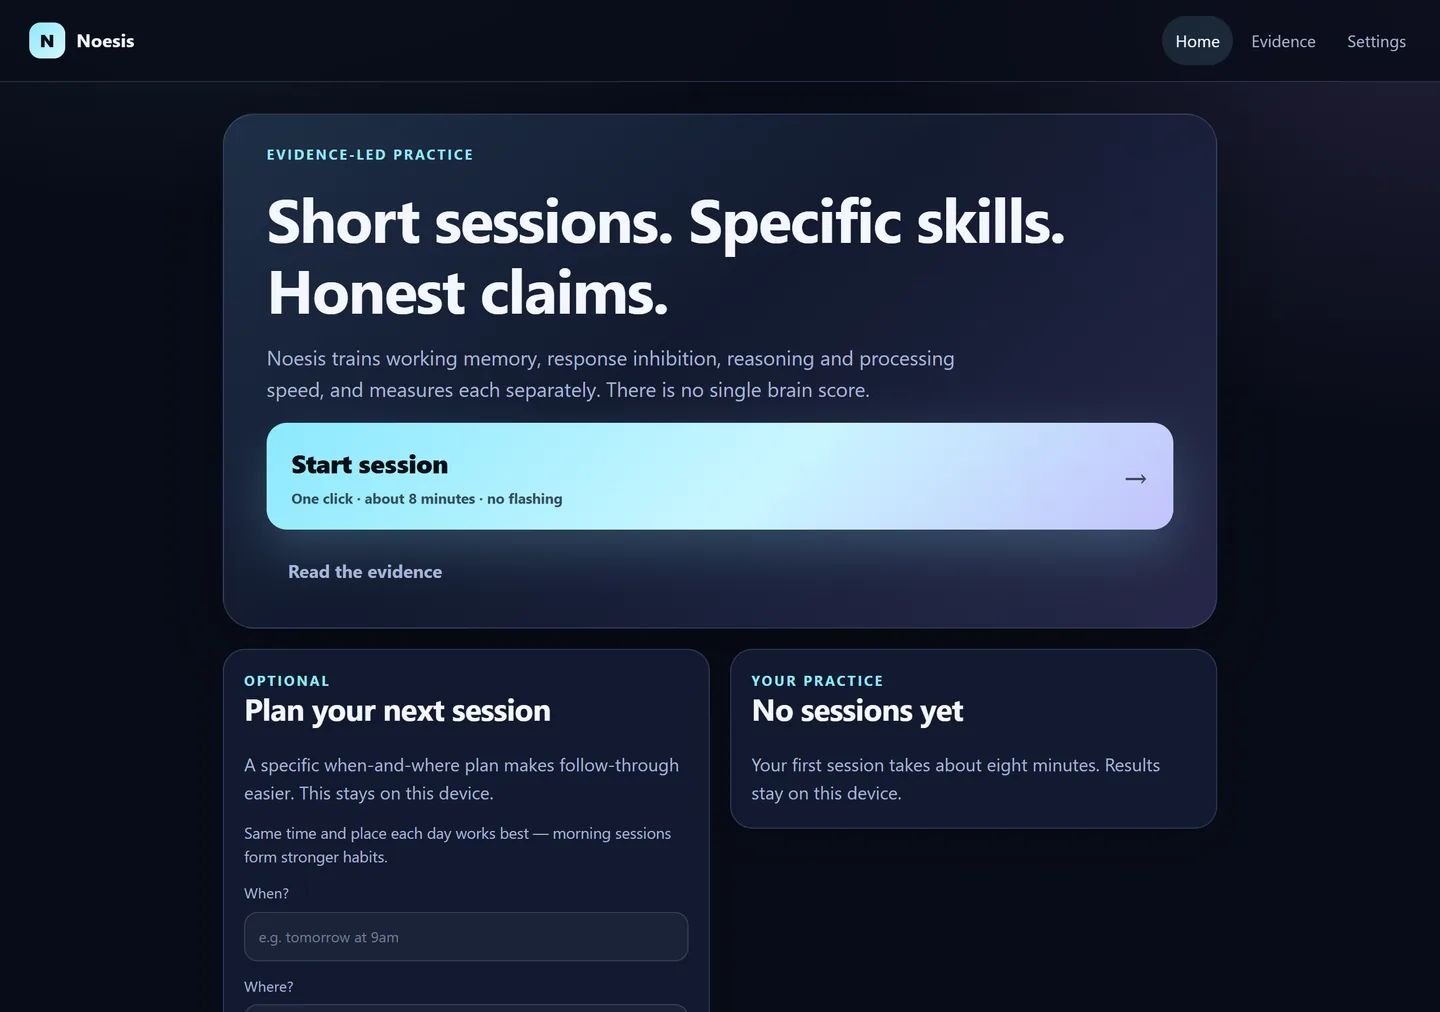 N Noesis
Home Evidence Settings
EVIDENCE-LED PRACTICE
Short sessions. Specific skills.
Honest claims.
Noesis trains working memory, response inhibition, reasoning and processing
speed, and measures each separately. There is no single brain score.
Start session →
One click · about 8 minutes · no flashing
Read the evidence
OPTIONAL
Plan your next session
A specific when-and-where plan makes follow-through
easier. This stays on this device.
Same time and place each day works best — morning sessions
form stronger habits.
When?
e.g. tomorrow at 9am
Where?
YOUR PRACTICE
No sessions yet
Your first session takes about eight minutes. Results
stay on this device.